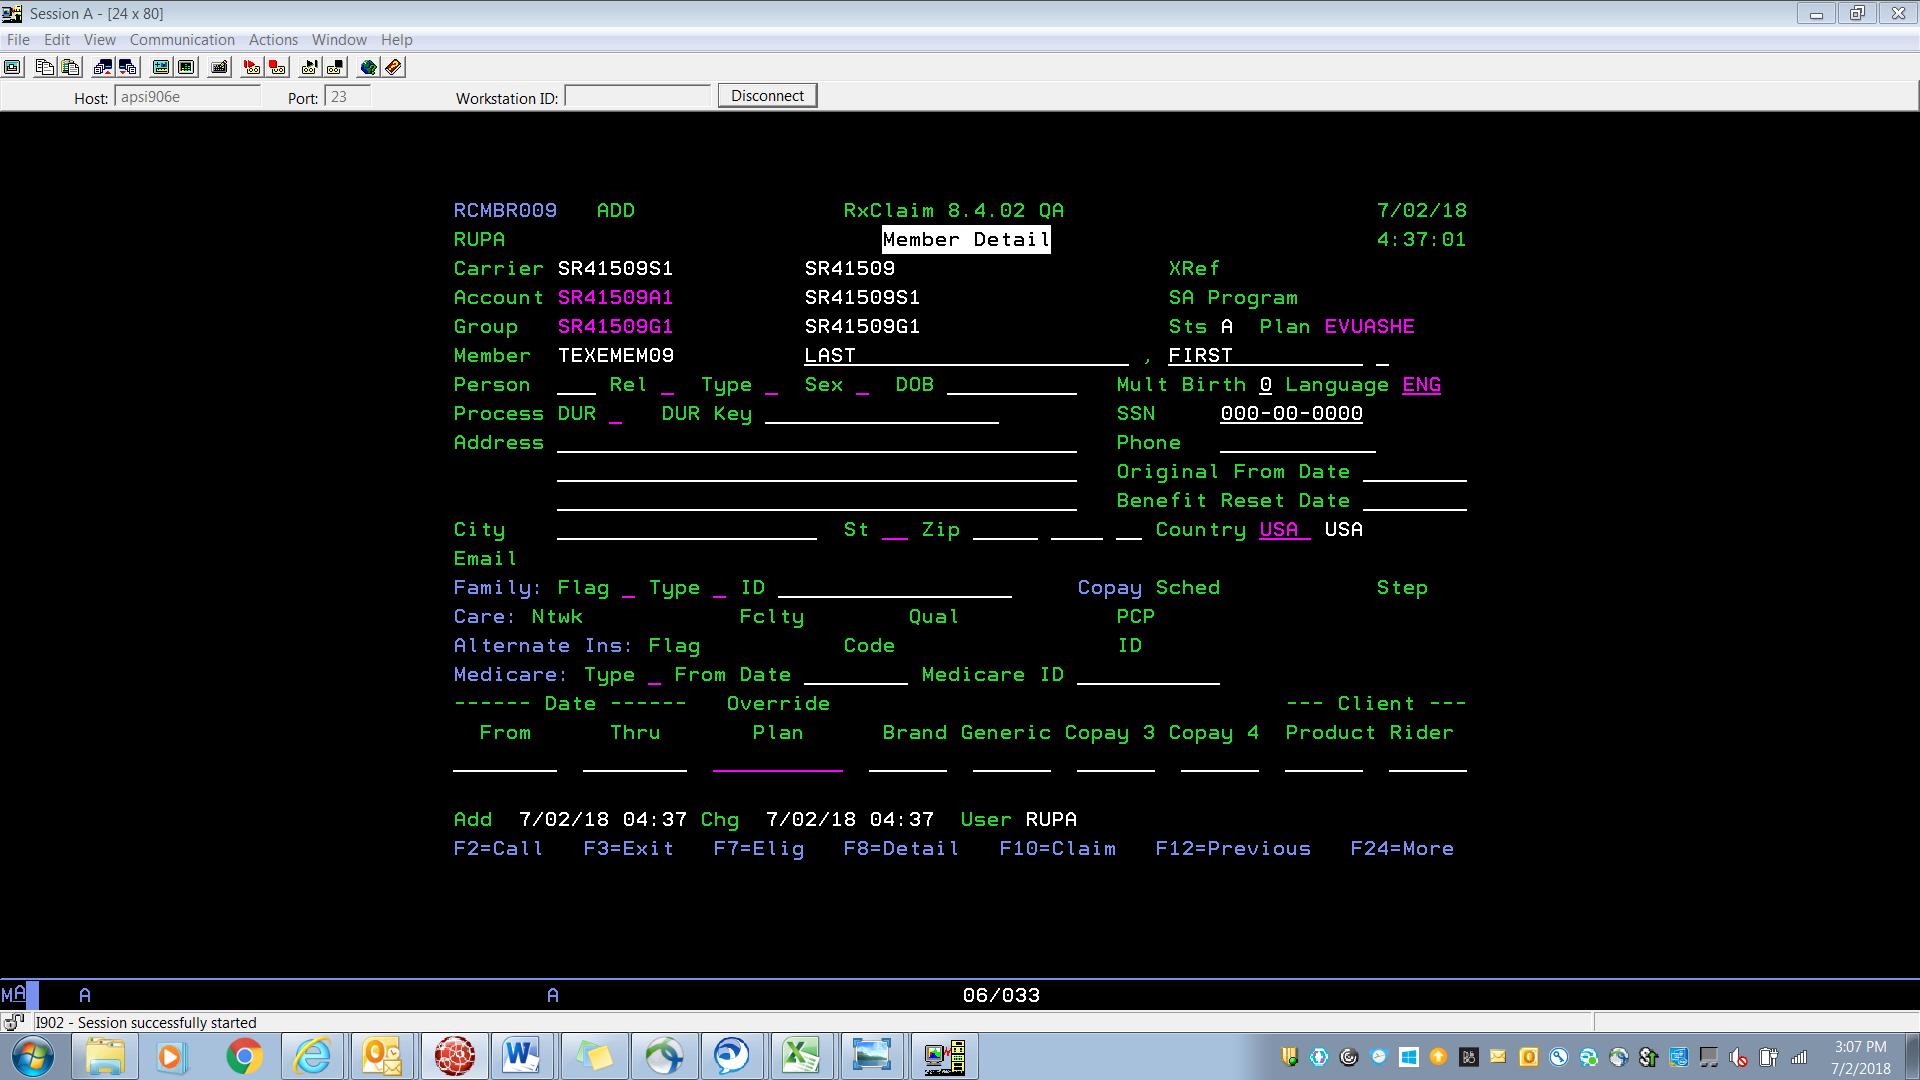 Session A - [24 x 80]
File Edit View Communication Actions Window Help
Host: apsi906e Port: 23 Workstation ID: Disconnect
RCMBR009 ADD RxClaim 8.4.02 QA 7/02/18
RUPA Member Detail 4:37:01
Carrier SR41509S1 SR41509 XRef
Account SR41509A1 SR41509S1 SA Program
Group SR41509G1 SR41509G1 Sts A Plan EVUASHE
Member TEXEMEM09 LAST , FIRST
Person Rel Type Sex DOB Mult Birth 0 Language ENG
Process DUR DUR Key SSN 000-00-0000
Address Phone
Original From Date
Benefit Reset Date
City St Zip Country USA USA
Email
Family: Flag Type ID Copay Sched Step
Care: Ntwk Fclty Qual PCP
Alternate Ins: Flag Code ID
Medicare: Type From Date Medicare ID
------ Date ------ Override --- Client ---
From Thru Plan Brand Generic Copay 3 Copay 4 Product Rider
Add 7/02/18 04:37 Chg 7/02/18 04:37 User RUPA
F2=Call F3=Exit F7=Elig F8=Detail F10=Claim F12=Previous F24=More
MA A A 06/033
I902 - Session successfully started
3:07 PM
7/2/2018